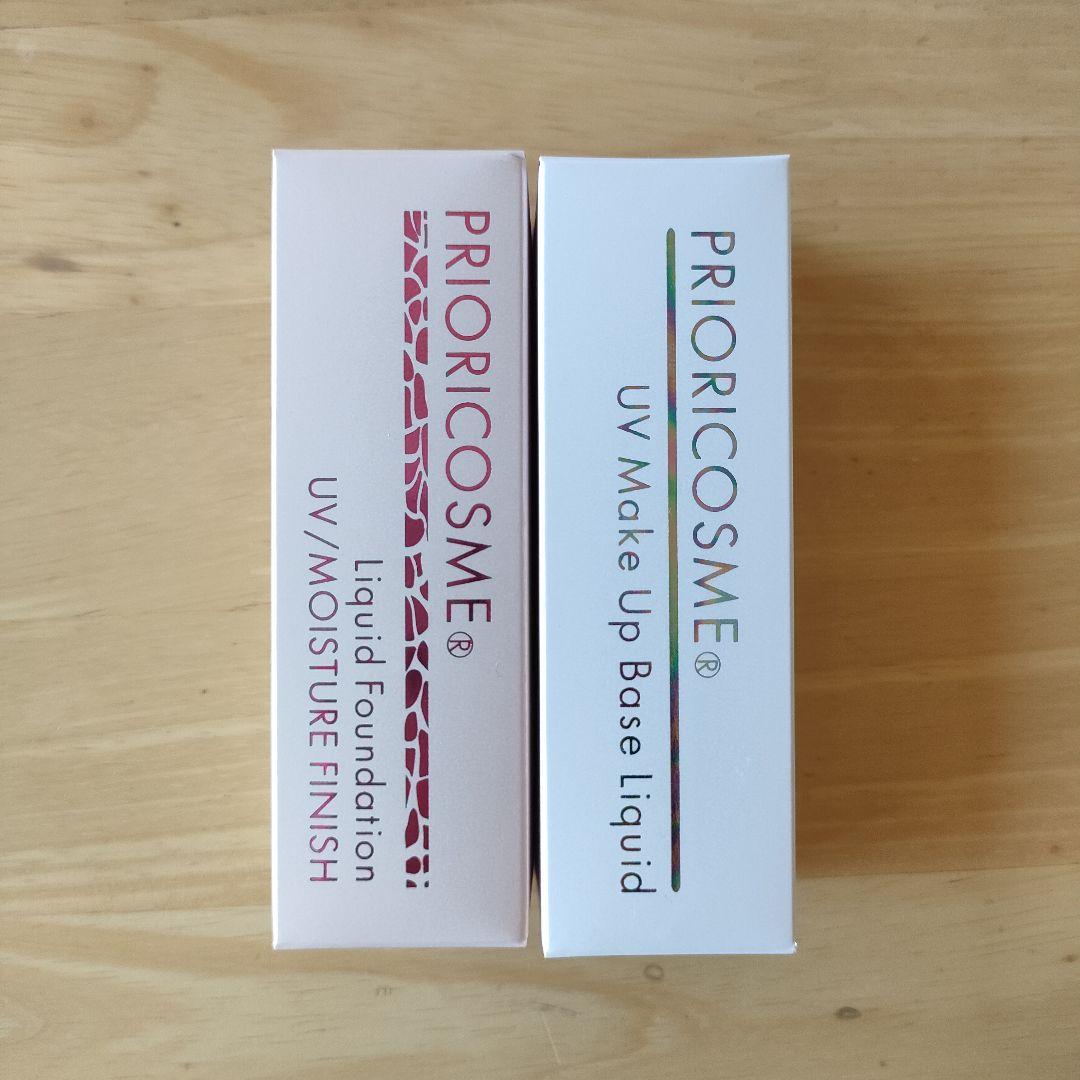 PRIORICOSME®
Liquid Foundation
UV/MOISTURE FINISH
PRIORICOSME®
UV Make Up Base Liquid